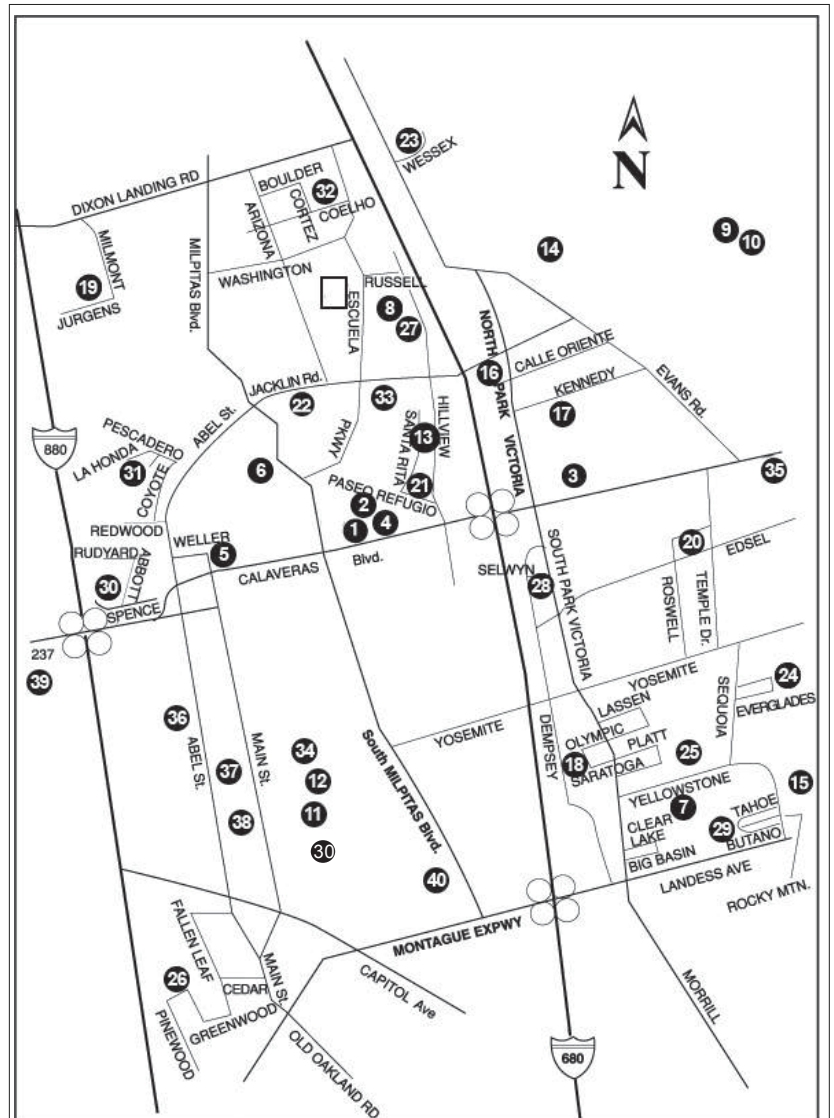 23
WESSEX
N
DIXON LANDING RD
BOULDER
32
CORTEZ
COELHO
ARIZONA
9
10
14
MILMONT
19
JURGENS
MILPITAS Blvd.
WASHINGTON
RUSSELL
ESCUELA
8
27
NORTH PARK VICTORIA
16
CALLE ORIENTE
KENNEDY
EVANS Rd.
17
JACKLIN Rd.
22
33
ABEL St.
PKWY
SANTA RITA
13
HILLVIEW
880
PESCADERO
LA HONDA
31
COYOTE
6
21
PASEO REFUGIO
2
1
4
3
35
REDWOOD
WELLER
5
RUDYARD
ABBOTT
30
SPENCE
CALAVERAS
Blvd.
SELWYN
28
SOUTH PARK VICTORIA
20
EDSEL
ROSWELL
TEMPLE Dr.
237
39
YOSEMITE
SEQUOIA
24
EVERGLADES
LASSEN
36
ABEL St.
MAIN St.
37
38
34
12
11
30
South MILPITAS Blvd.
YOSEMITE
DEMPSEY
OLYMPIC
PLATT
18
SARATOGA
25
YELLOWSTONE
7
15
CLEAR
LAKE
29
TAHOE
BUTANO
BIG BASIN
LANDESS AVE
ROCKY MTN.
40
MONTAGUE EXPWY
FALLEN LEAF
MAIN St.
26
CEDAR
GREENWOOD
PINEWOOD
CAPITOL Ave
OLD OAKLAND RD
MORRILL
680